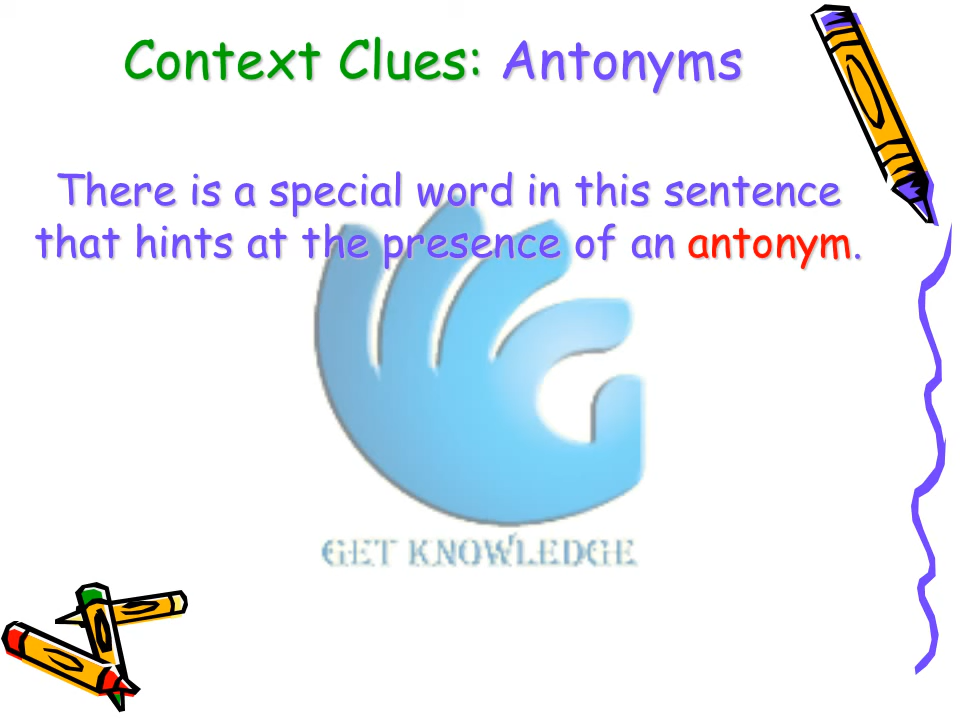 Context Clues: Antonyms
There is a special word in this sentence
that hints at the presence of an antonym.
GET KNOWLEDGE